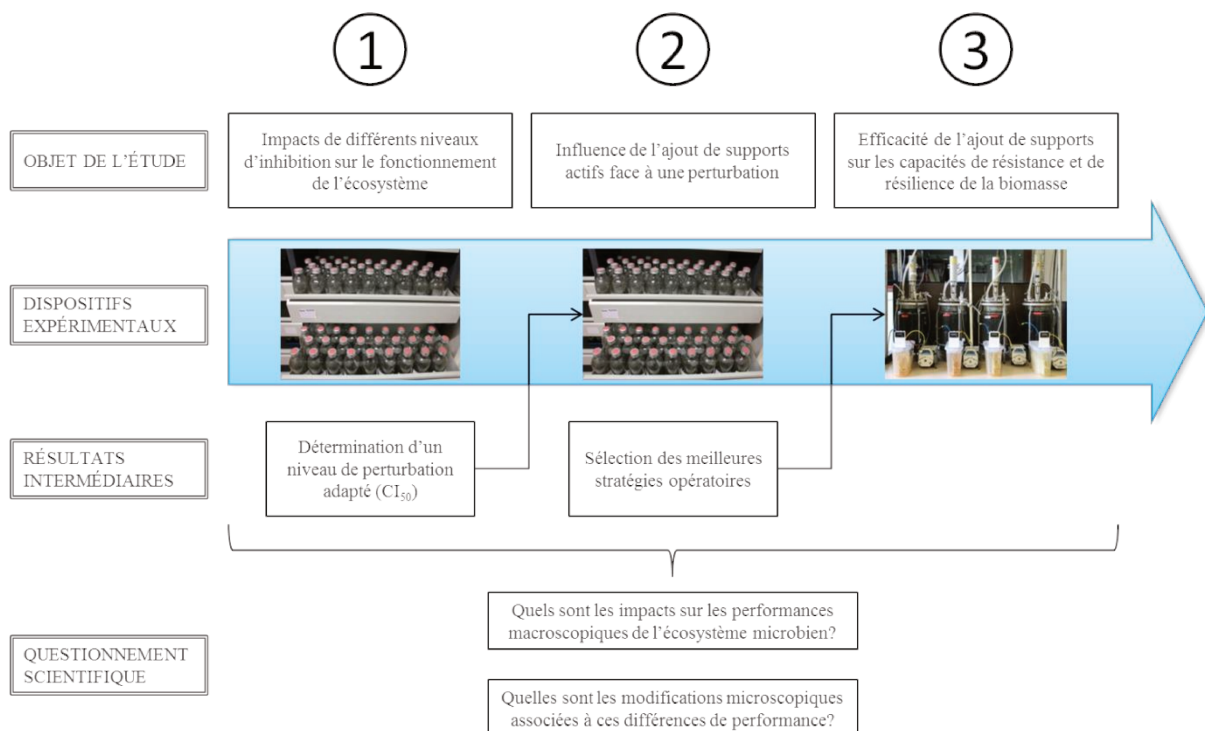 1
2
3
OBJET DE L’ÉTUDE
Impacts de différents niveaux
d’inhibition sur le fonctionnement
de l’écosystème
Influence de l’ajout de supports
actifs face à une perturbation
Efficacité de l’ajout de supports
sur les capacités de résistance et de
résilience de la biomasse
DISPOSITIFS
EXPÉRIMENTAUX
RÉSULTATS
INTERMÉDIAIRES
Détermination d’un
niveau de perturbation
adapté (CI₅₀)
Sélection des meilleures
stratégies opératoires
QUESTIONNEMENT
SCIENTIFIQUE
Quels sont les impacts sur les performances
macroscopiques de l’écosystème microbien?
Quelles sont les modifications microscopiques
associées à ces différences de performance?